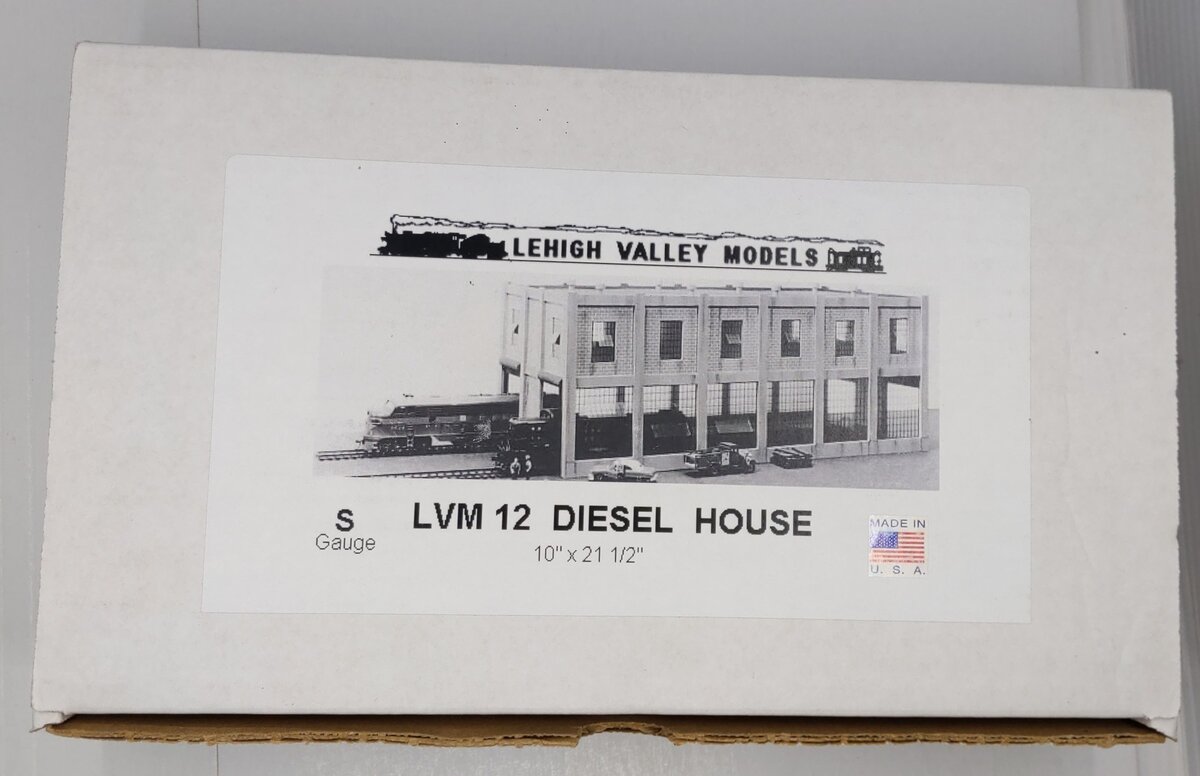 LEHIGH VALLEY MODELS
S
Gauge
LVM 12 DIESEL HOUSE
10" x 21 1/2"
MADE IN
U. S. A.